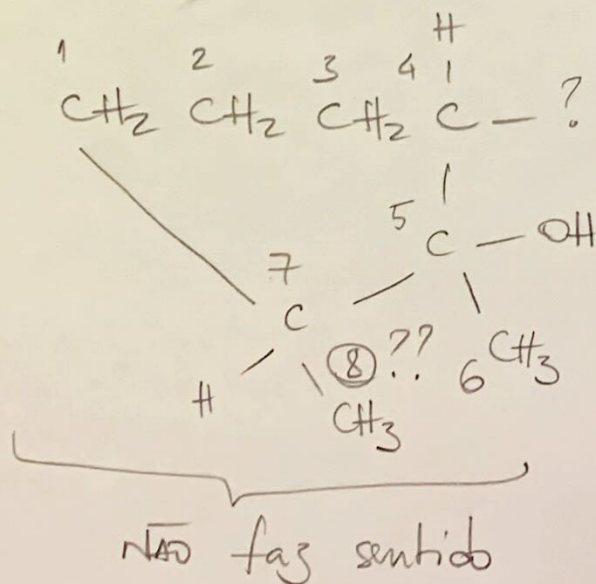 H
1 2 3 4
CH₂ CH₂ CH₂ C — ?
5
C — OH
7
C
⑧ ?? 6 CH₃
H
CH₃
NÃO faz sentido